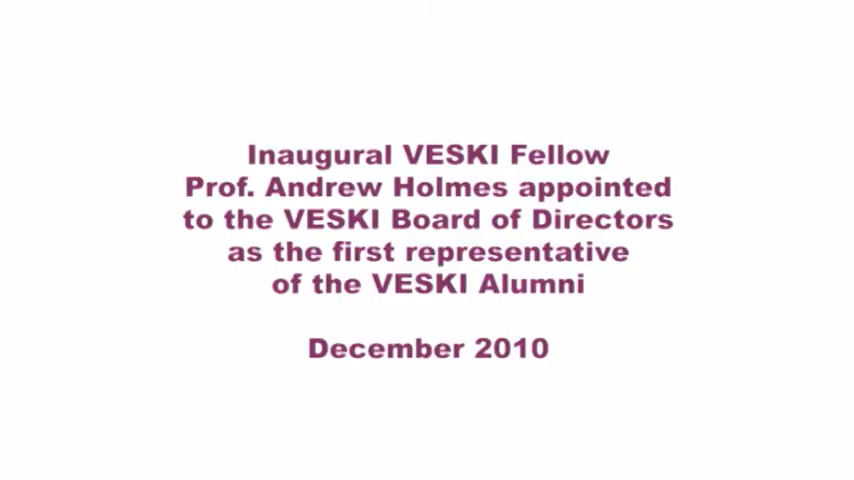 Inaugural VESKI Fellow
Prof. Andrew Holmes appointed
to the VESKI Board of Directors
as the first representative
of the VESKI Alumni
December 2010